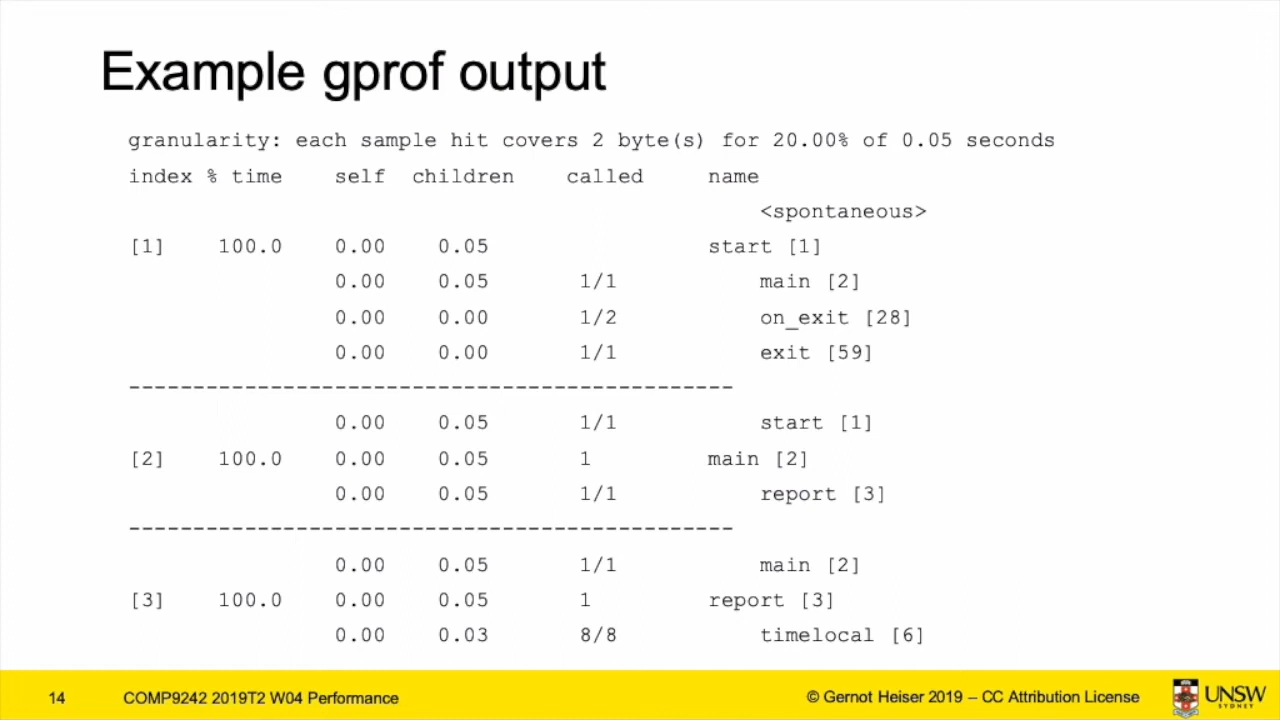 Example gprof output
granularity: each sample hit covers 2 byte(s) for 20.00% of 0.05 seconds
index % time self children called name
<spontaneous>
[1] 100.0 0.00 0.05 start [1]
0.00 0.05 1/1 main [2]
0.00 0.00 1/2 on_exit [28]
0.00 0.00 1/1 exit [59]
-----------------------------------------------
0.00 0.05 1/1 start [1]
[2] 100.0 0.00 0.05 1 main [2]
0.00 0.05 1/1 report [3]
-----------------------------------------------
0.00 0.05 1/1 main [2]
[3] 100.0 0.00 0.05 1 report [3]
0.00 0.03 8/8 timelocal [6]
14 COMP9242 2019T2 W04 Performance © Gernot Heiser 2019 – CC Attribution License UNSW
SYDNEY